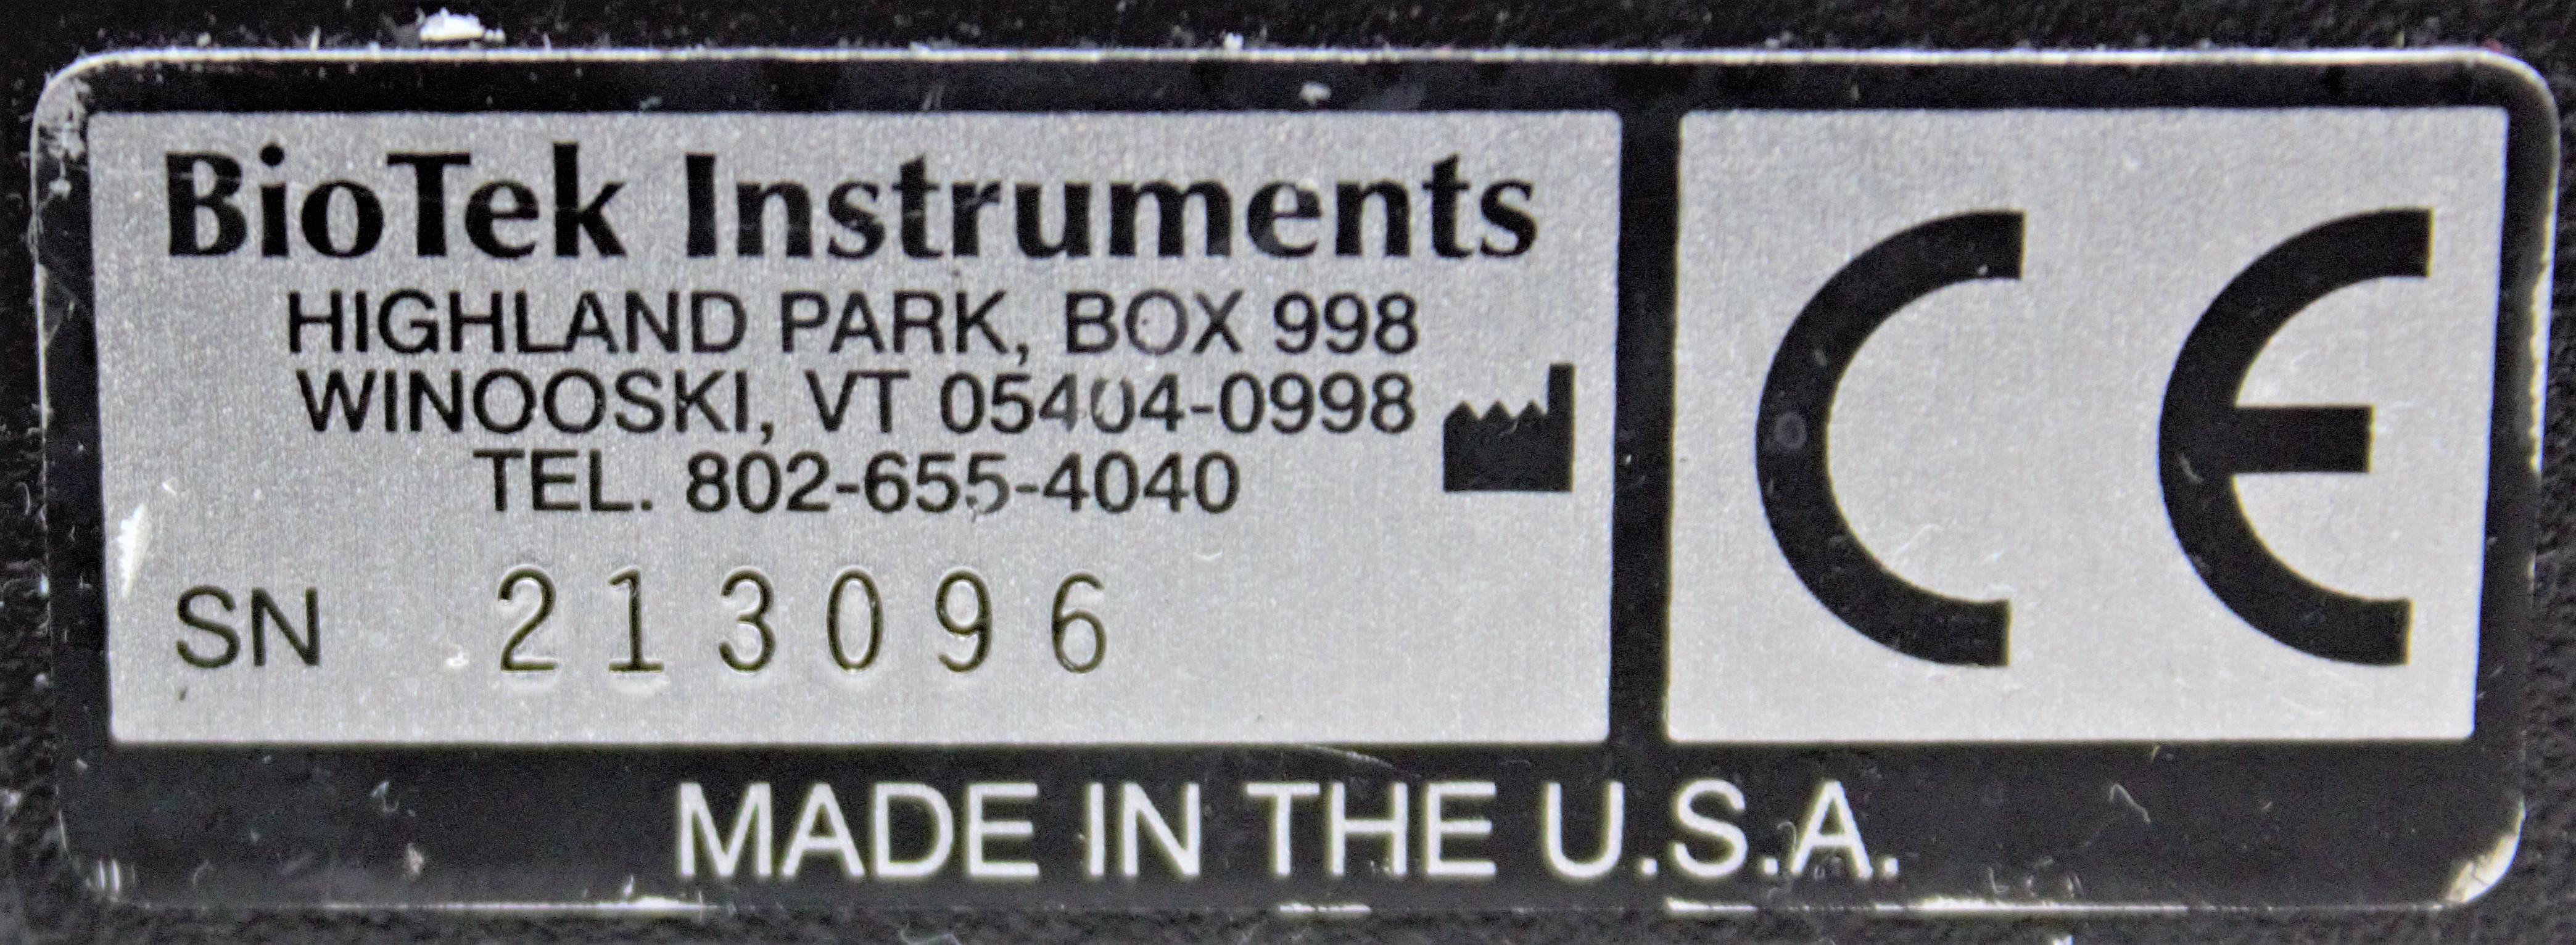 BioTek Instruments
HIGHLAND PARK, BOX 998
WINOOSKI, VT 05404-0998
TEL. 802-655-4040
SN 213096
CE
MADE IN THE U.S.A.